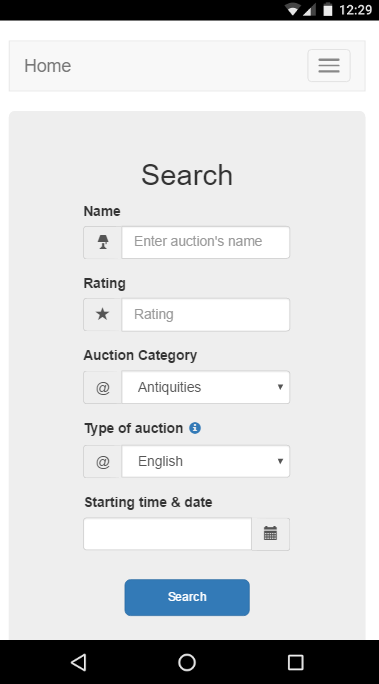 12:29
Home
Search
Name
Enter auction's name
Rating
Rating
Auction Category
@ Antiquities
Type of auction
@ English
Starting time & date
Search